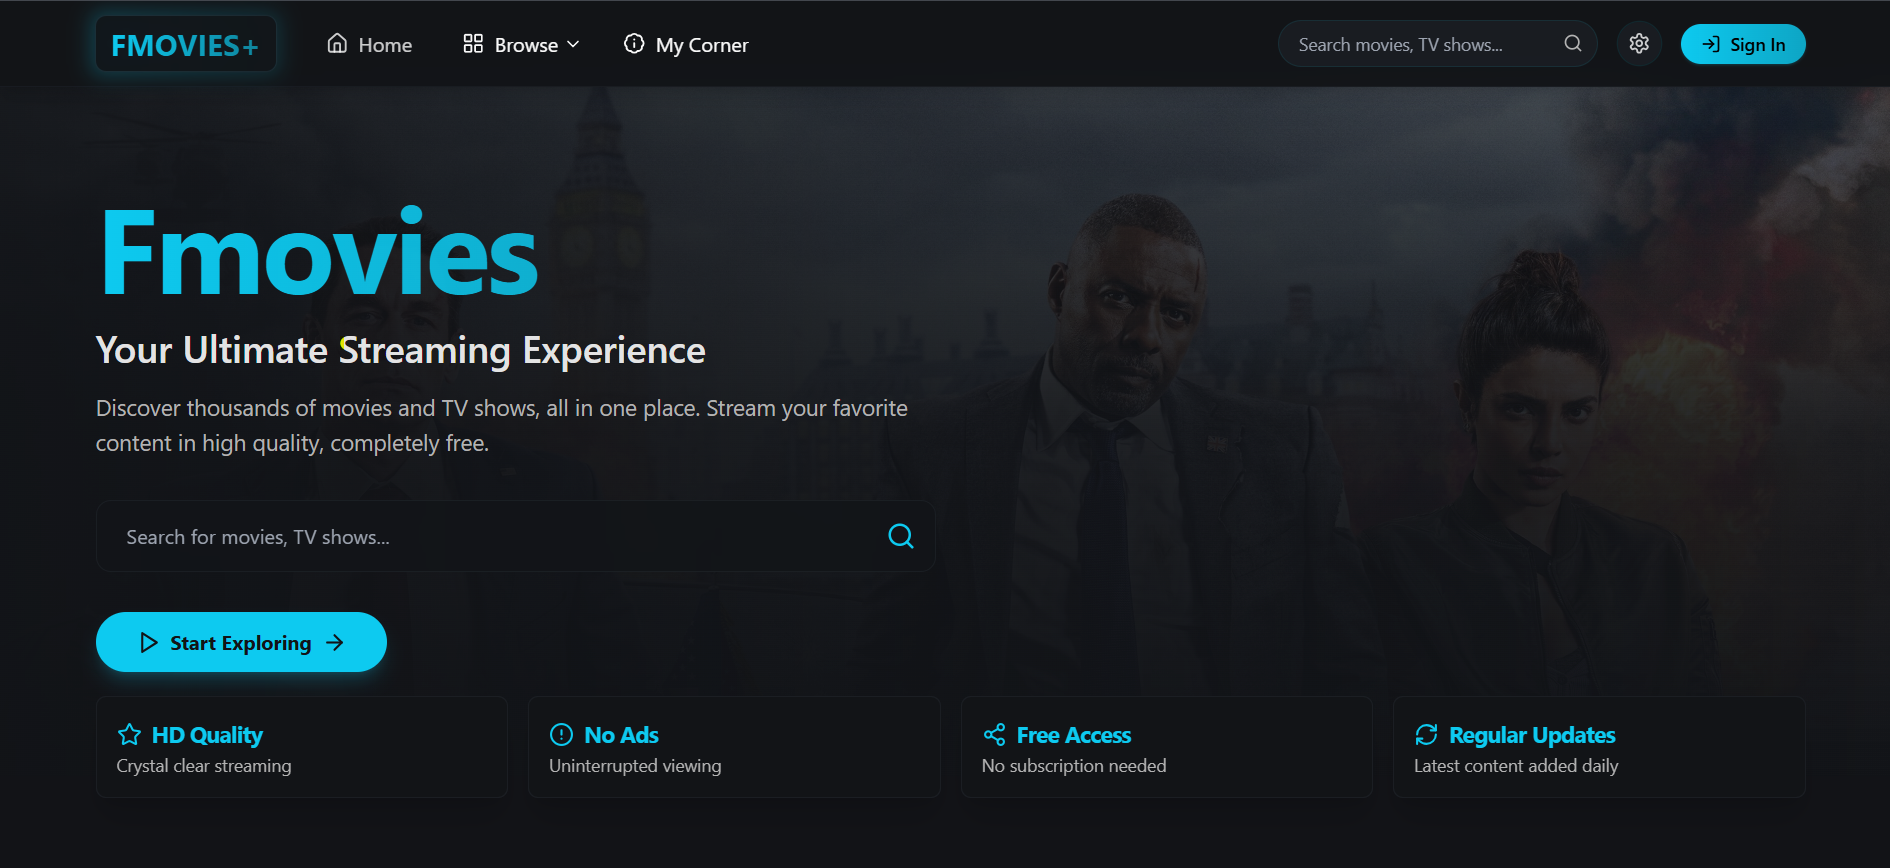 FMOVIES+
Home
Browse
My Corner
Search movies, TV shows...
Sign In
Fmovies
Your Ultimate Streaming Experience
Discover thousands of movies and TV shows, all in one place. Stream your favorite
content in high quality, completely free.
Search for movies, TV shows...
Start Exploring
HD Quality
Crystal clear streaming
No Ads
Uninterrupted viewing
Free Access
No subscription needed
Regular Updates
Latest content added daily